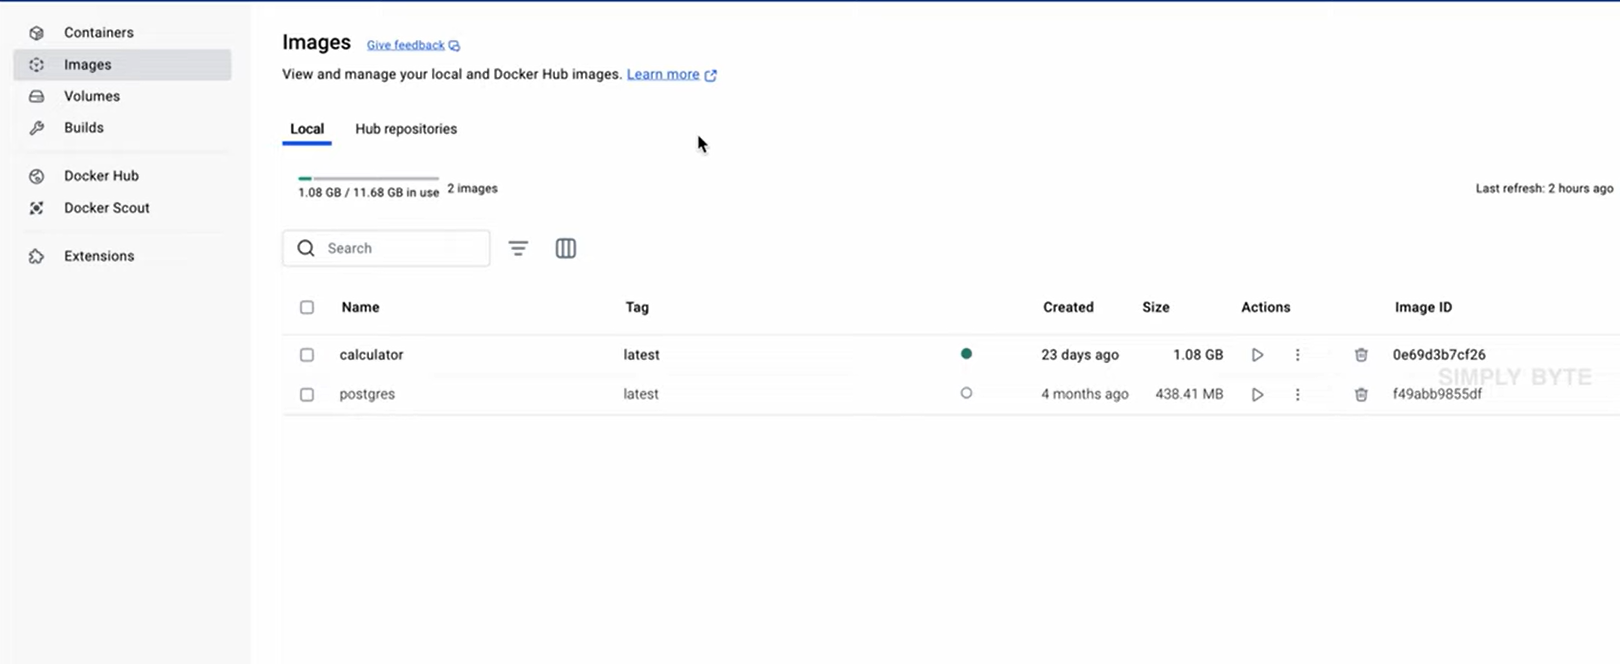 Containers
Images
Volumes
Builds
Docker Hub
Docker Scout
Extensions
Images Give feedback
View and manage your local and Docker Hub images. Learn more
Local Hub repositories
1.08 GB / 11.68 GB in use 2 images
Last refresh: 2 hours ago
Search
Name Tag Created Size Actions Image ID
calculator latest 23 days ago 1.08 GB 0e69d3b7cf26
SIMPLY BYTE
postgres latest 4 months ago 438.41 MB f49abb9855df